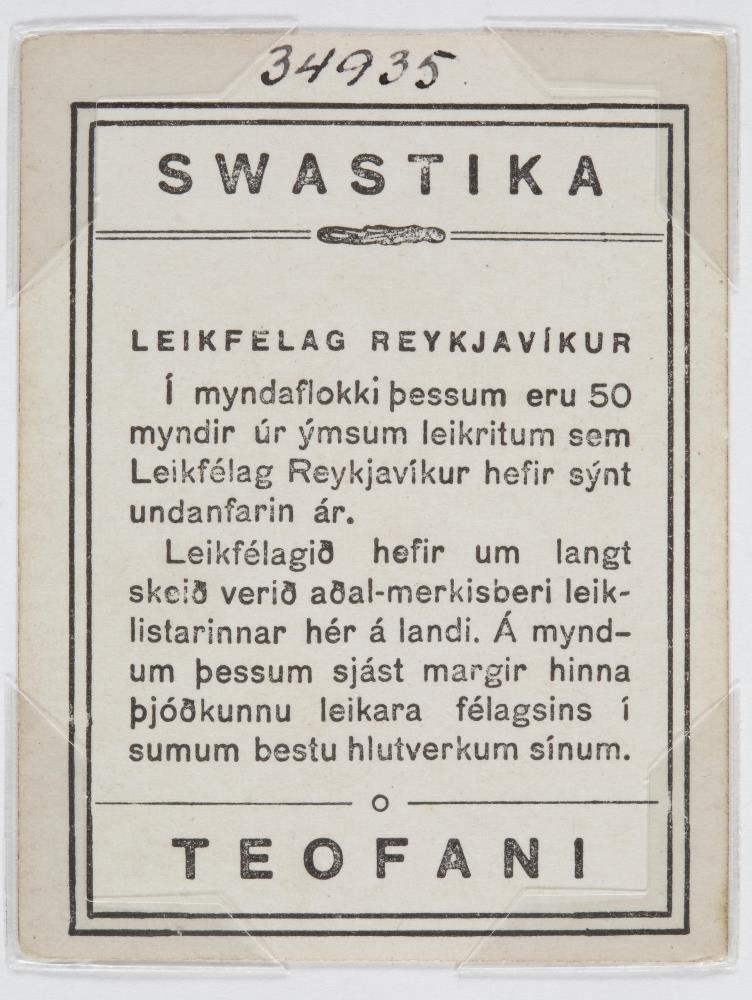 34935
SWASTIKA
LEIKFÉLAG REYKJAVÍKUR
Í myndaflokki þessum eru 50
myndir úr ýmsum leikritum sem
Leikfélag Reykjavíkur hefir sýnt
undanfarin ár.
Leikfélagið hefir um langt
skeið verið aðal-merkisberi leik-
listarinnar hér á landi. Á mynd-
um þessum sjást margir hinna
þjóðkunnu leikara félagsins í
sumum bestu hlutverkum sínum.
TEOFANI